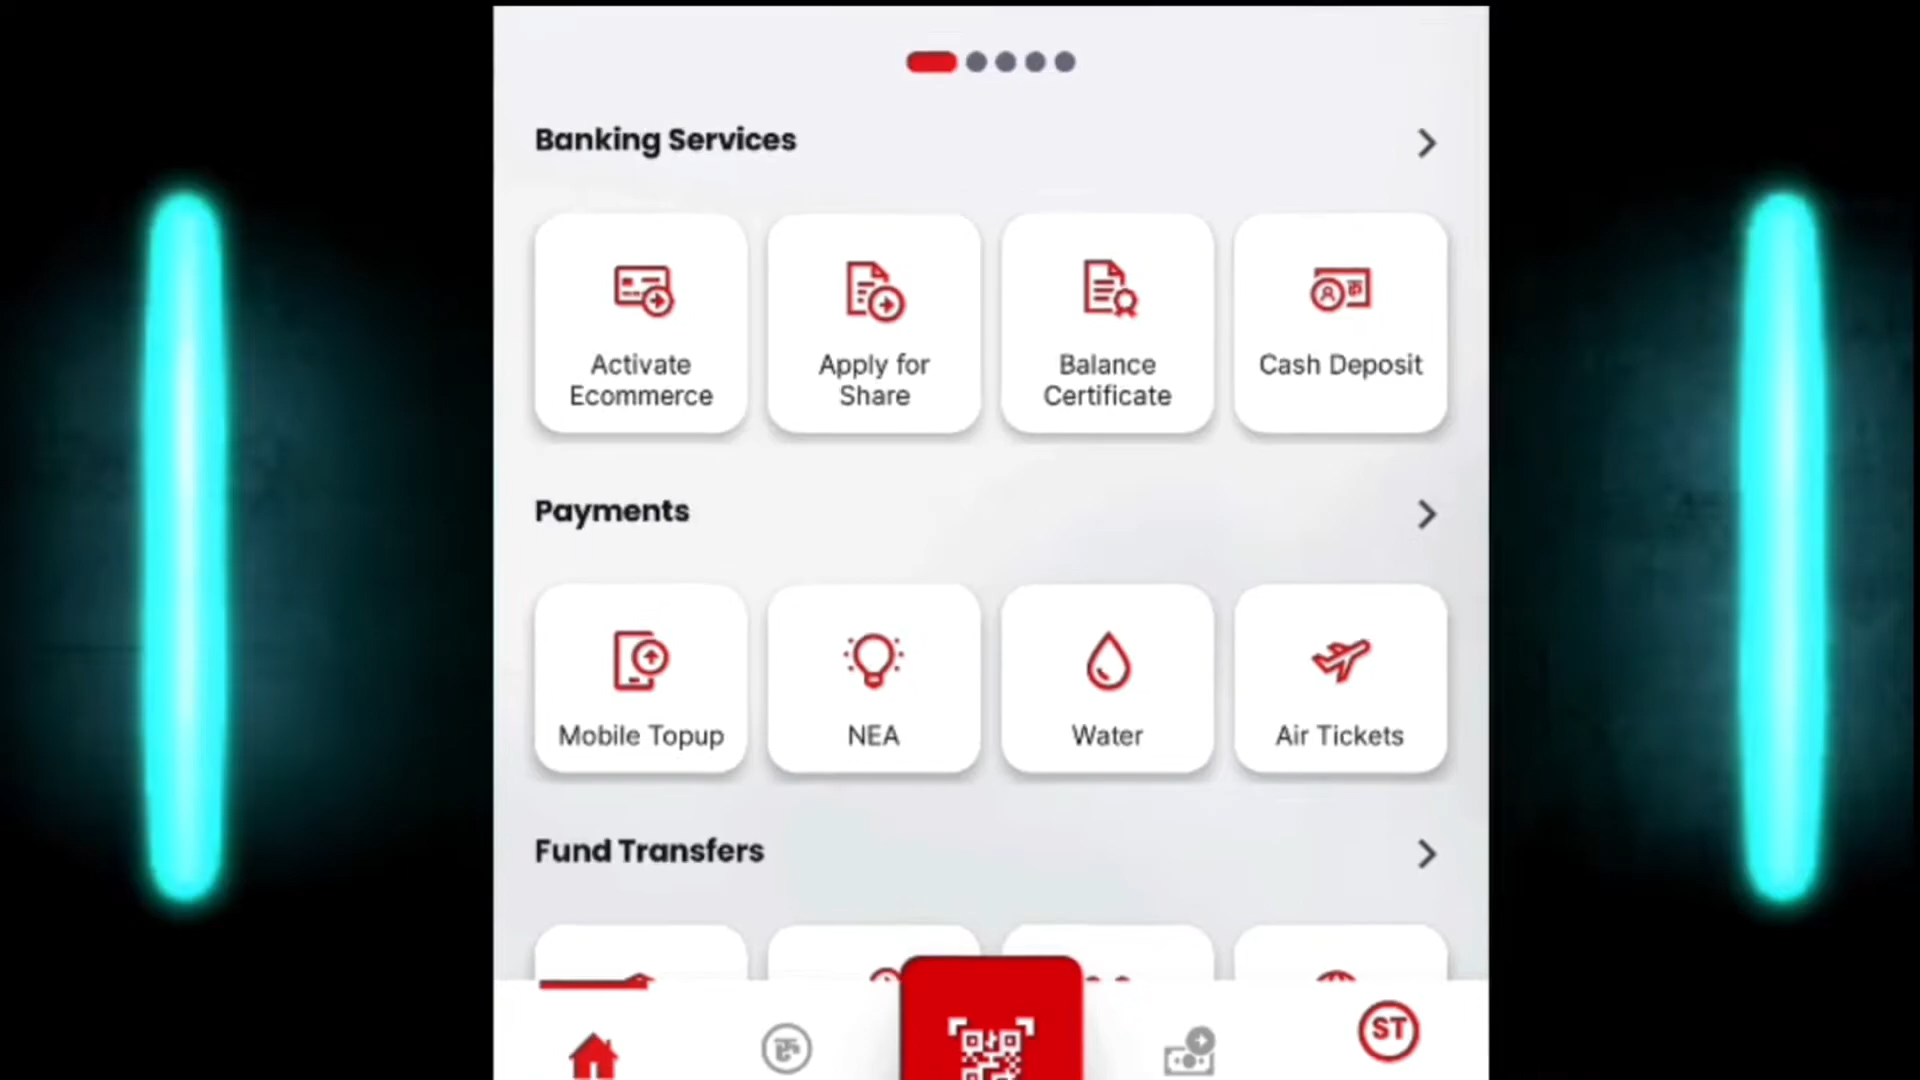 Banking Services
Activate
Ecommerce
Apply for
Share
Balance
Certificate
Cash Deposit
Payments
Mobile Topup
NEA
Water
Air Tickets
Fund Transfers
ST